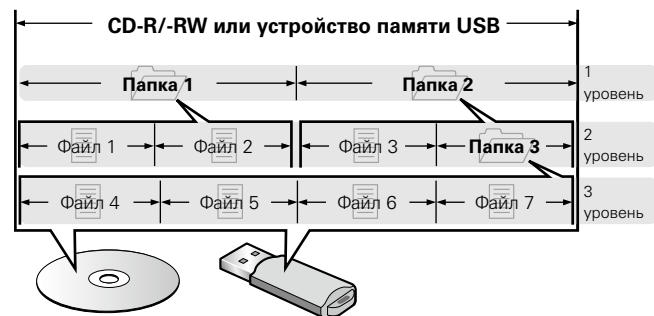 CD-R/-RW или устройство памяти USB
Папка 1 Папка 2 1 уровень
Файл 1 Файл 2 Файл 3 Папка 3 2 уровень
Файл 4 Файл 5 Файл 6 Файл 7 3 уровень